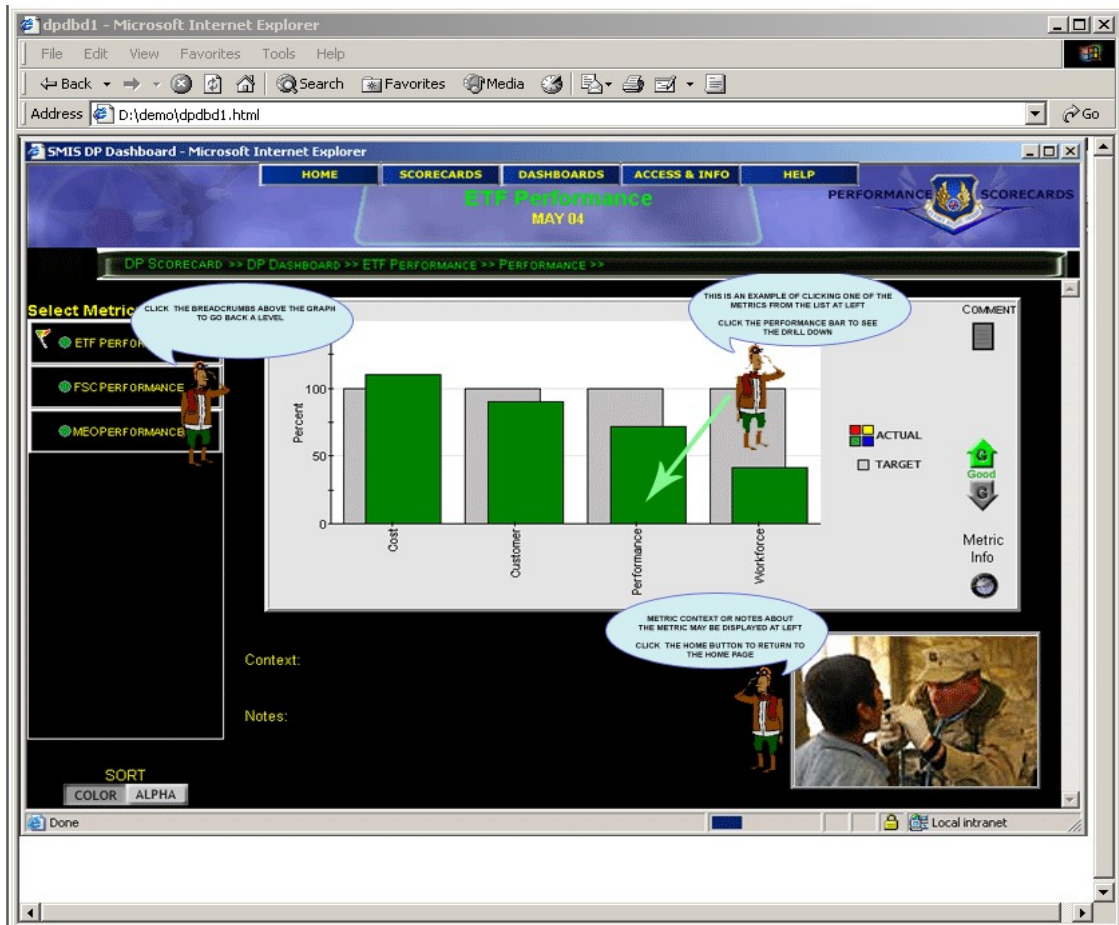 dpdbd1 - Microsoft Internet Explorer
File Edit View Favorites Tools Help
Back Search Favorites Media
Address D:\demo\dpdbd1.html Go
SMIS DP Dashboard - Microsoft Internet Explorer
HOME SCORECARDS DASHBOARDS ACCESS & INFO HELP
ETF Performance
MAY 04
PERFORMANCE SCORECARDS
DP SCORECARD >> DP DASHBOARD >> ETF PERFORMANCE >> PERFORMANCE >>
Select Metric
ETF PERFOR
FSC PERFORMANCE
MEO PERFORMANCE
CLICK THE BREADCRUMBS ABOVE THE GRAPH
TO GO BACK A LEVEL
THIS IS AN EXAMPLE OF CLICKING ONE OF THE
METRICS FROM THE LIST AT LEFT
CLICK THE PERFORMANCE BAR TO SEE
THE DRILL DOWN
COMMENT
Percent
100
50
0
Cost
Customer
Performance
Workforce
ACTUAL
TARGET
G
Good
G
Metric
Info
METRIC CONTEXT OR NOTES ABOUT
THE METRIC MAY BE DISPLAYED AT LEFT
CLICK THE HOME BUTTON TO RETURN TO
THE HOME PAGE
Context:
Notes:
SORT
COLOR ALPHA
Done Local intranet